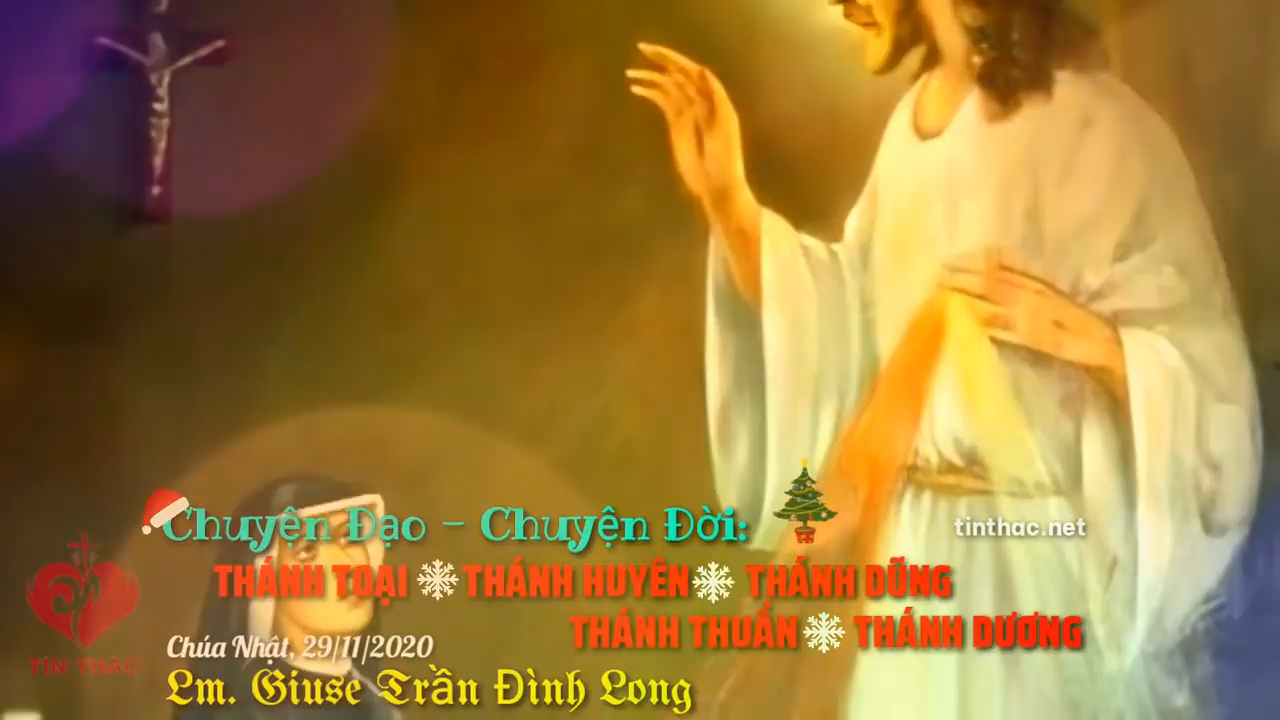 Chuyện Đạo - Chuyện Đời:
tinthac.net
THÁNH TOẠI THÁNH HUYÊN THÁNH DŨNG
THÁNH THUẦN THÁNH DƯƠNG
Chúa Nhật, 29/11/2020
Lm. Giuse Trần Đình Long
TÍN THÁC